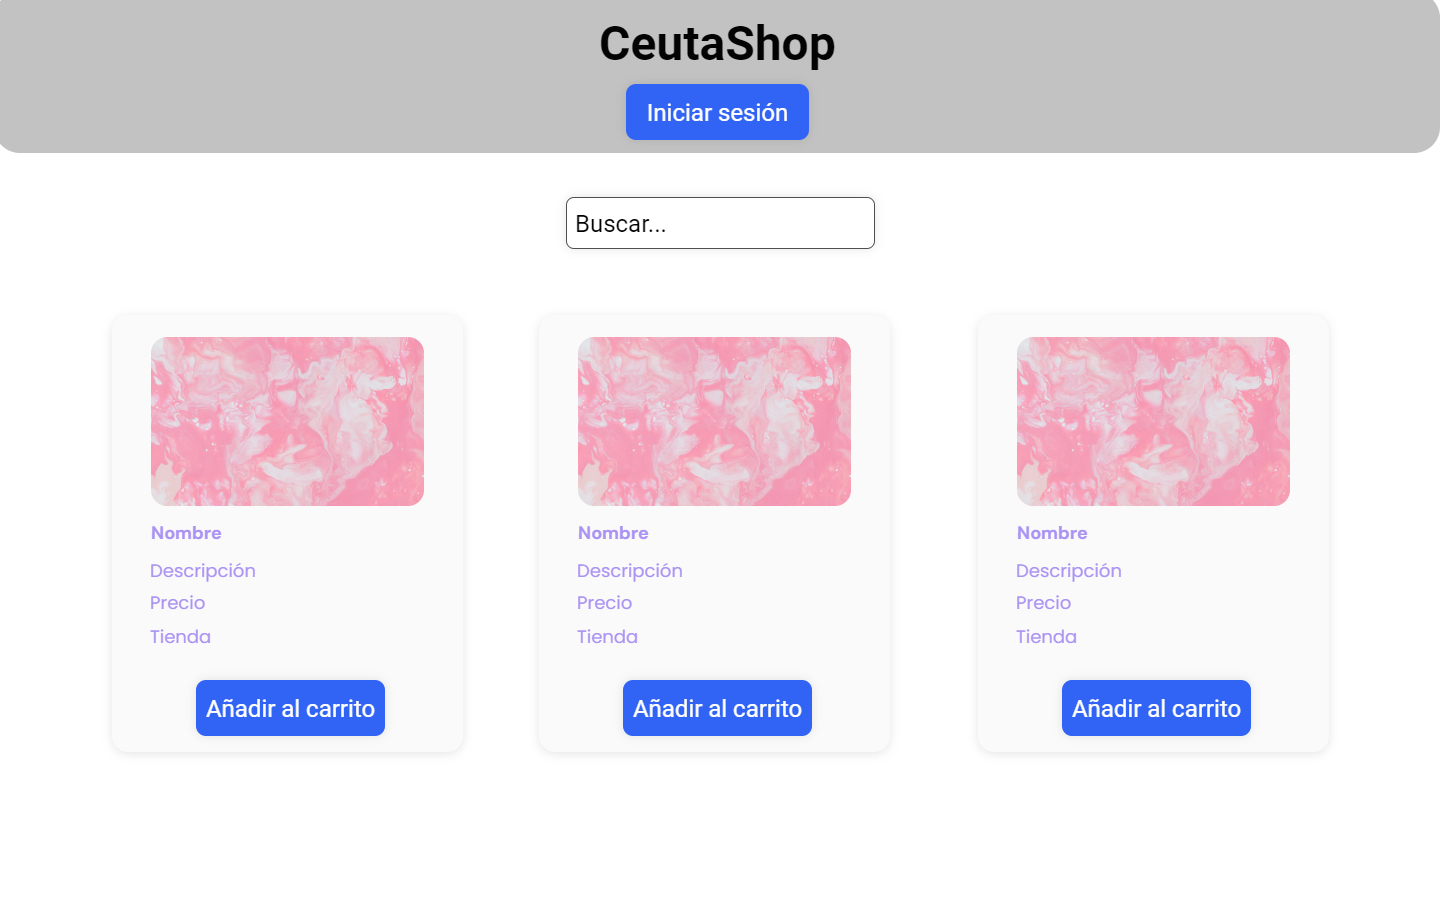 CeutaShop
Iniciar sesión
Buscar...
Nombre
Descripción
Precio
Tienda
Añadir al carrito
Nombre
Descripción
Precio
Tienda
Añadir al carrito
Nombre
Descripción
Precio
Tienda
Añadir al carrito